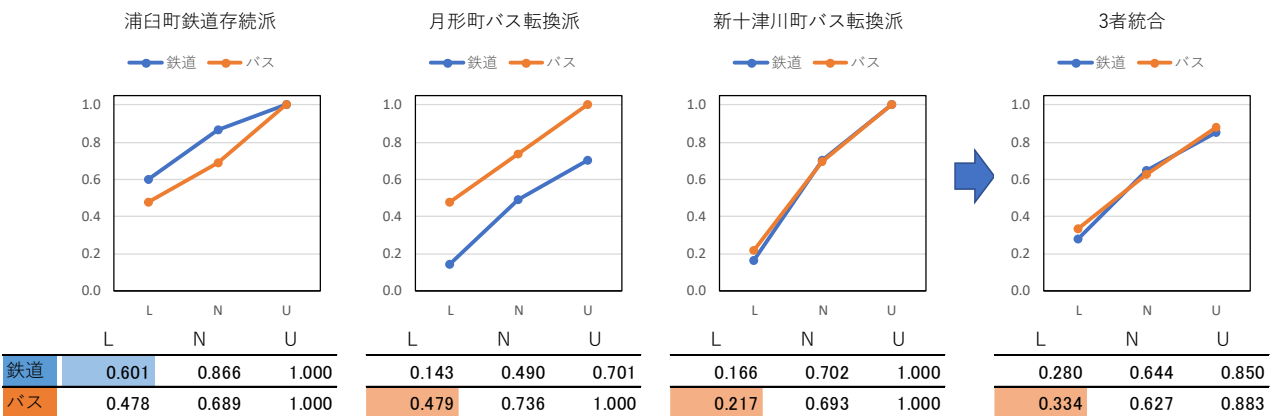 浦臼町鉄道存続派 月形町バス転換派 新十津川町バス転換派 3者統合
鉄道 バス 鉄道 バス 鉄道 バス 鉄道 バス
1.0 1.0 1.0 1.0
0.8 0.8 0.8 0.8
0.6 0.6 0.6 0.6
0.4 0.4 0.4 0.4
0.2 0.2 0.2 0.2
0.0 0.0 0.0 0.0
L N U L N U L N U L N U
L N U L N U L N U L N U
鉄道 0.601 0.866 1.000 0.143 0.490 0.701 0.166 0.702 1.000 0.280 0.644 0.850
バス 0.478 0.689 1.000 0.479 0.736 1.000 0.217 0.693 1.000 0.334 0.627 0.883